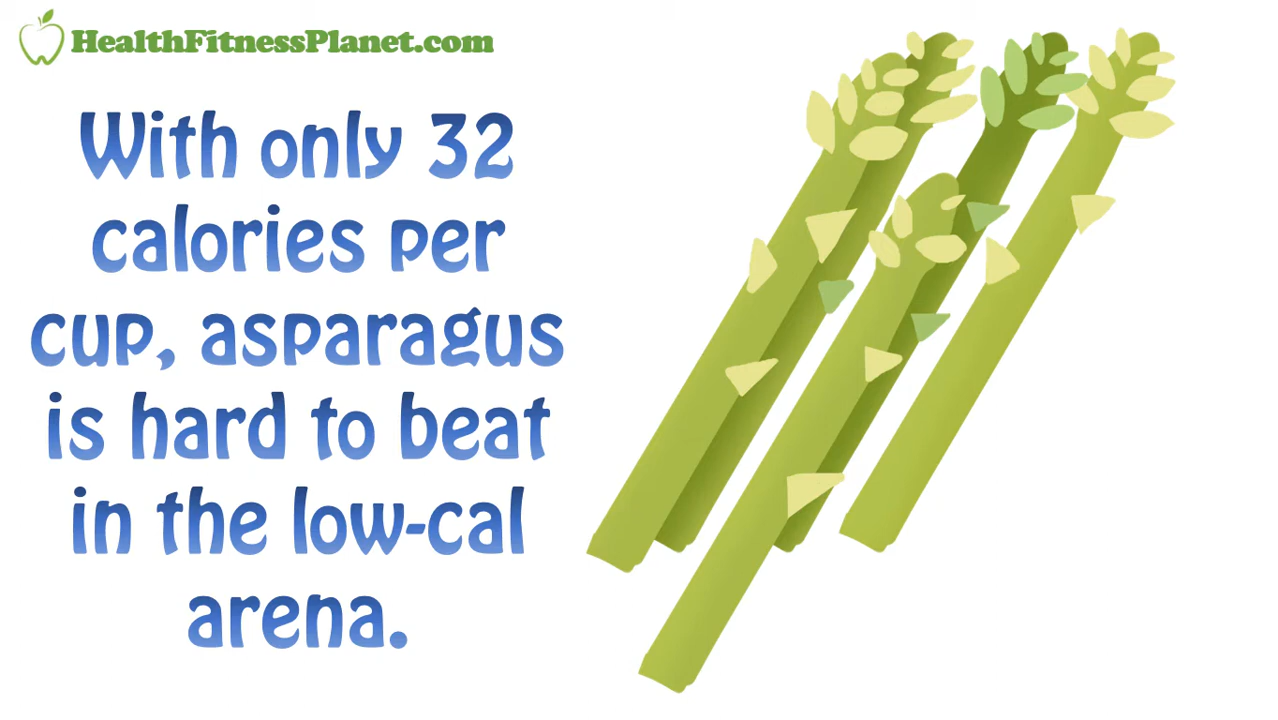 HealthFitnessPlanet.com
With only 32
calories per
cup, asparagus
is hard to beat
in the low-cal
arena.